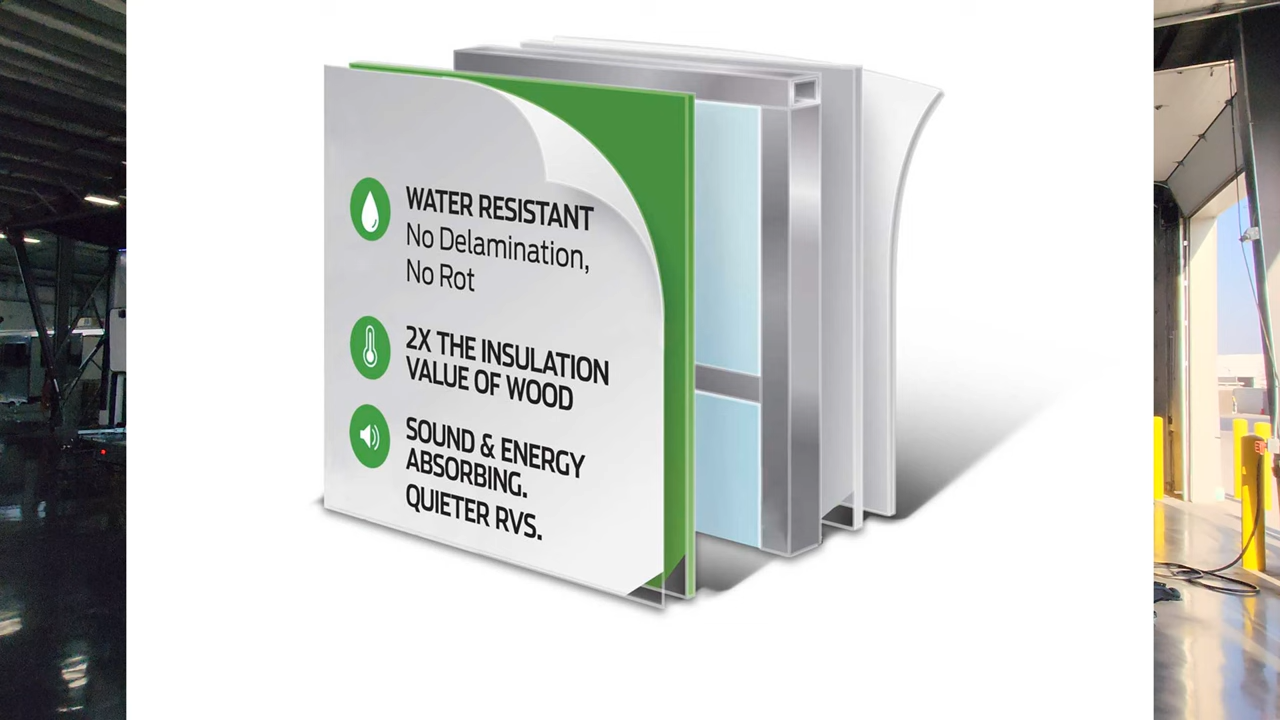 WATER RESISTANT
No Delamination,
No Rot
2X THE INSULATION
VALUE OF WOOD
SOUND & ENERGY
ABSORBING.
QUIETER RVS.